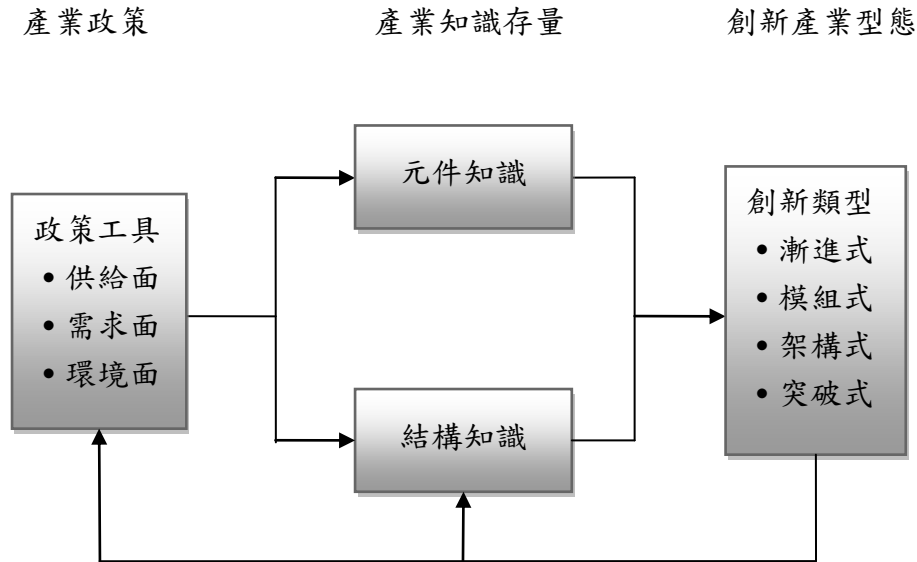 產業政策
產業知識存量
創新產業型態
政策工具
• 供給面
• 需求面
• 環境面
元件知識
結構知識
創新類型
• 漸進式
• 模組式
• 架構式
• 突破式